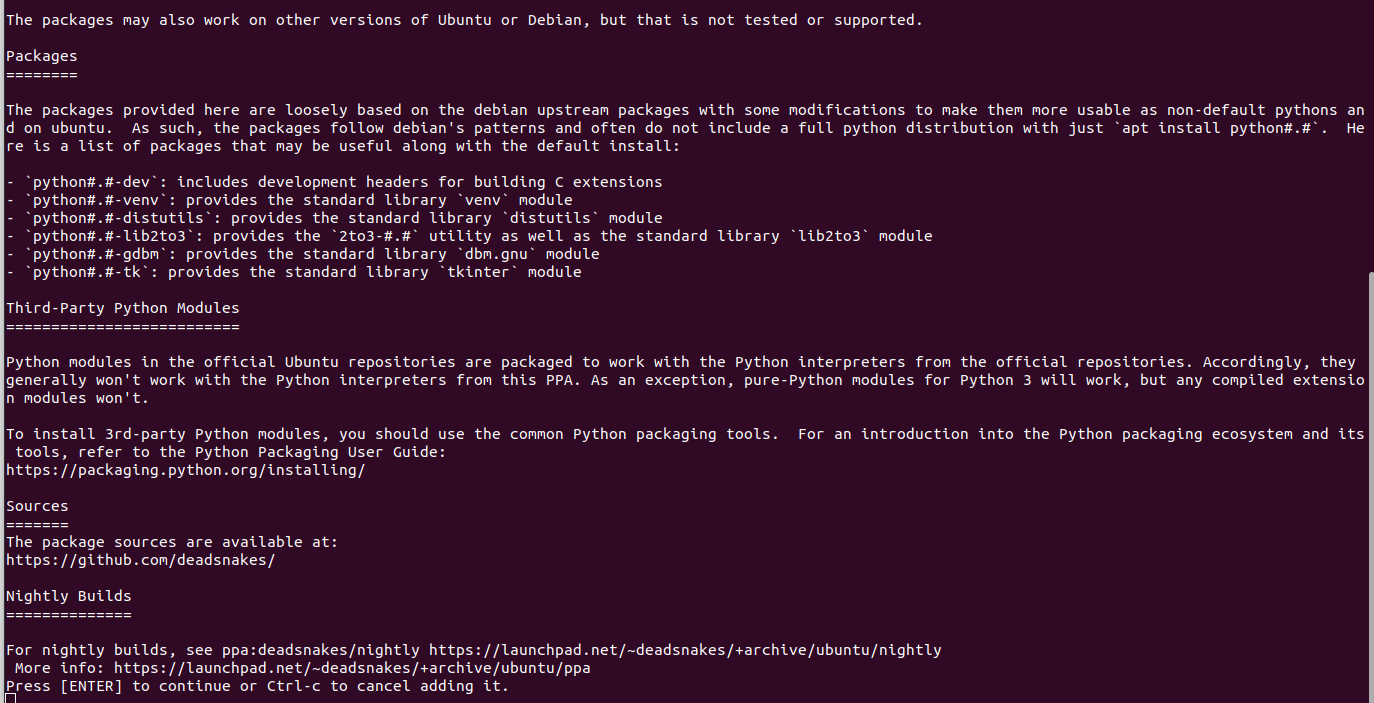 The packages may also work on other versions of Ubuntu or Debian, but that is not tested or supported.
Packages
========
The packages provided here are loosely based on the debian upstream packages with some modifications to make them more usable as non-default pythons an
d on ubuntu.  As such, the packages follow debian's patterns and often do not include a full python distribution with just `apt install python#.#`.  He
re is a list of packages that may be useful along with the default install:
- `python#.#-dev`: includes development headers for building C extensions
- `python#.#-venv`: provides the standard library `venv` module
- `python#.#-distutils`: provides the standard library `distutils` module
- `python#.#-lib2to3`: provides the `2to3-#.#` utility as well as the standard library `lib2to3` module
- `python#.#-gdbm`: provides the standard library `dbm.gnu` module
- `python#.#-tk`: provides the standard library `tkinter` module
Third-Party Python Modules
==========================
Python modules in the official Ubuntu repositories are packaged to work with the Python interpreters from the official repositories. Accordingly, they
generally won't work with the Python interpreters from this PPA. As an exception, pure-Python modules for Python 3 will work, but any compiled extensio
n modules won't.
To install 3rd-party Python modules, you should use the common Python packaging tools.  For an introduction into the Python packaging ecosystem and its
 tools, refer to the Python Packaging User Guide:
https://packaging.python.org/installing/
Sources
=======
The package sources are available at:
https://github.com/deadsnakes/
Nightly Builds
==============
For nightly builds, see ppa:deadsnakes/nightly https://launchpad.net/~deadsnakes/+archive/ubuntu/nightly
 More info: https://launchpad.net/~deadsnakes/+archive/ubuntu/ppa
Press [ENTER] to continue or Ctrl-c to cancel adding it.